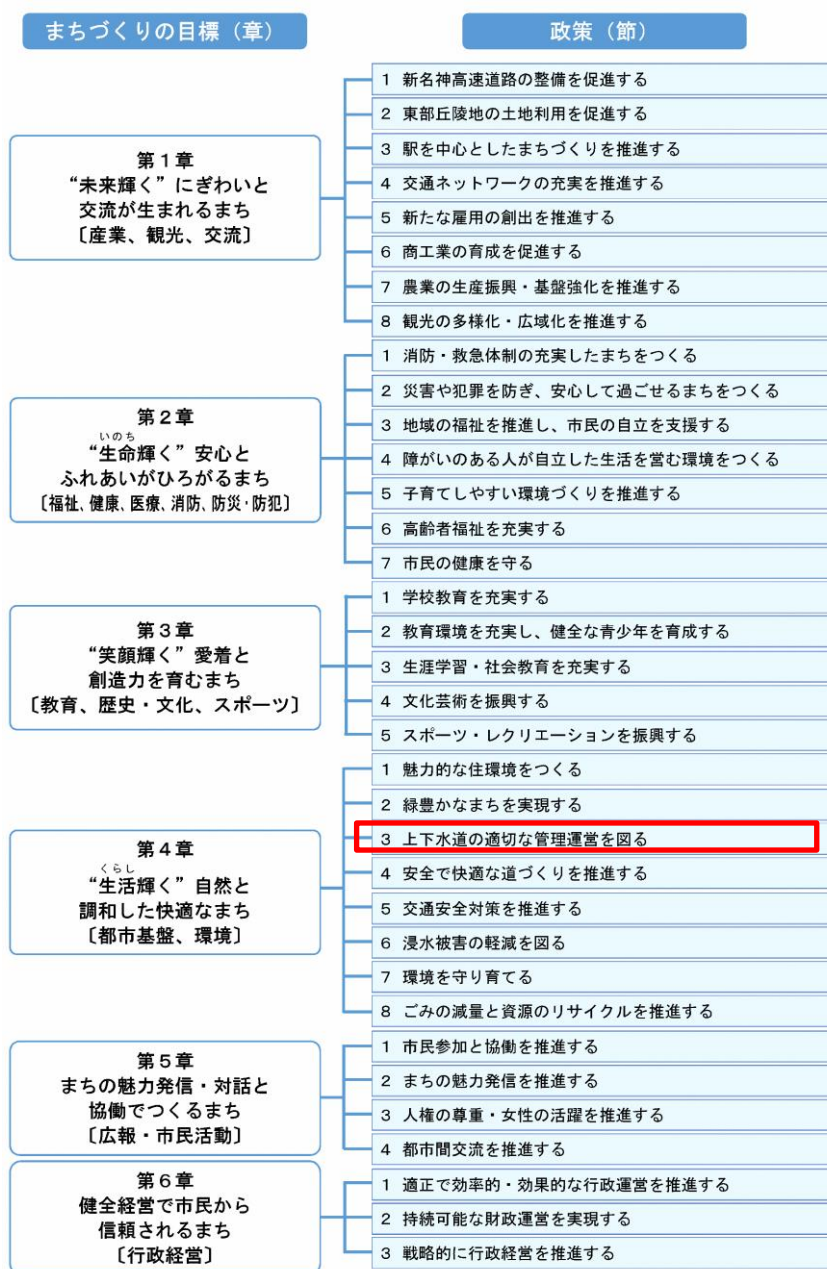 まちづくりの目標（章）
政策（節）
第１章
“未来輝く”にぎわいと
交流が生まれるまち
〔産業、観光、交流〕
１ 新名神高速道路の整備を促進する
２ 東部丘陵地の土地利用を促進する
３ 駅を中心としたまちづくりを推進する
４ 交通ネットワークの充実を推進する
５ 新たな雇用の創出を推進する
６ 商工業の育成を促進する
７ 農業の生産振興・基盤強化を推進する
８ 観光の多様化・広域化を推進する
第２章
いのち
“生命輝く”安心と
ふれあいがひろがるまち
〔福祉、健康、医療、消防、防災・防犯〕
１ 消防・救急体制の充実したまちをつくる
２ 災害や犯罪を防ぎ、安心して過ごせるまちをつくる
３ 地域の福祉を推進し、市民の自立を支援する
４ 障がいのある人が自立した生活を営む環境をつくる
５ 子育てしやすい環境づくりを推進する
６ 高齢者福祉を充実する
７ 市民の健康を守る
第３章
“笑顔輝く”愛着と
創造力を育むまち
〔教育、歴史・文化、スポーツ〕
１ 学校教育を充実する
２ 教育環境を充実し、健全な青少年を育成する
３ 生涯学習・社会教育を充実する
４ 文化芸術を振興する
５ スポーツ・レクリエーションを振興する
第４章
くらし
“生活輝く”自然と
調和した快適なまち
〔都市基盤、環境〕
１ 魅力的な住環境をつくる
２ 緑豊かなまちを実現する
３ 上下水道の適切な管理運営を図る
４ 安全で快適な道づくりを推進する
５ 交通安全対策を推進する
６ 浸水被害の軽減を図る
７ 環境を守り育てる
８ ごみの減量と資源のリサイクルを推進する
第５章
まちの魅力発信・対話と
協働でつくるまち
〔広報・市民活動〕
１ 市民参加と協働を推進する
２ まちの魅力発信を推進する
３ 人権の尊重・女性の活躍を推進する
４ 都市間交流を推進する
第６章
健全経営で市民から
信頼されるまち
〔行政経営〕
１ 適正で効率的・効果的な行政運営を推進する
２ 持続可能な財政運営を実現する
３ 戦略的に行政経営を推進する